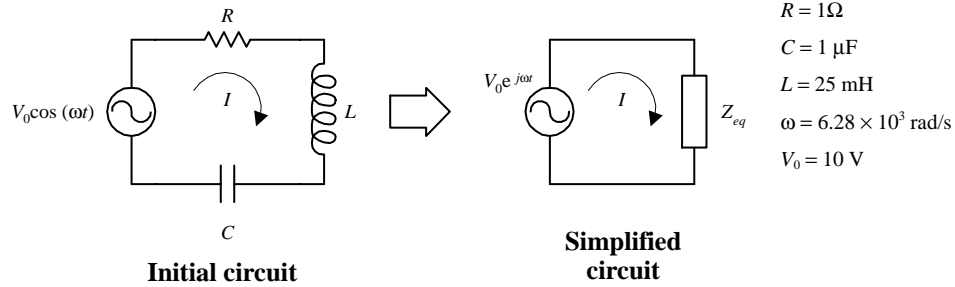 R
V₀cos (ωt)
I
L
C
Initial circuit
V₀e ʲωᵗ
I
Z_eq
Simplified
circuit
R = 1Ω
C = 1 μF
L = 25 mH
ω = 6.28 × 10³ rad/s
V₀ = 10 V